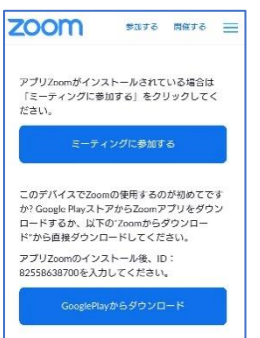 zoom 参加する 開催する
アプリZoomがインストールされている場合は
「ミーティングに参加する」をクリックしてく
ださい。
ミーティングに参加する
このデバイスでZoomの使用するのが初めてです
か? Google PlayストアからZoomアプリをダウン
ロードするか、以下の"Zoomからダウンロー
ド"から直接ダウンロードしてください。
アプリZoomのインストール後、ID：
82558638700を入力してください。
GooglePlayからダウンロード